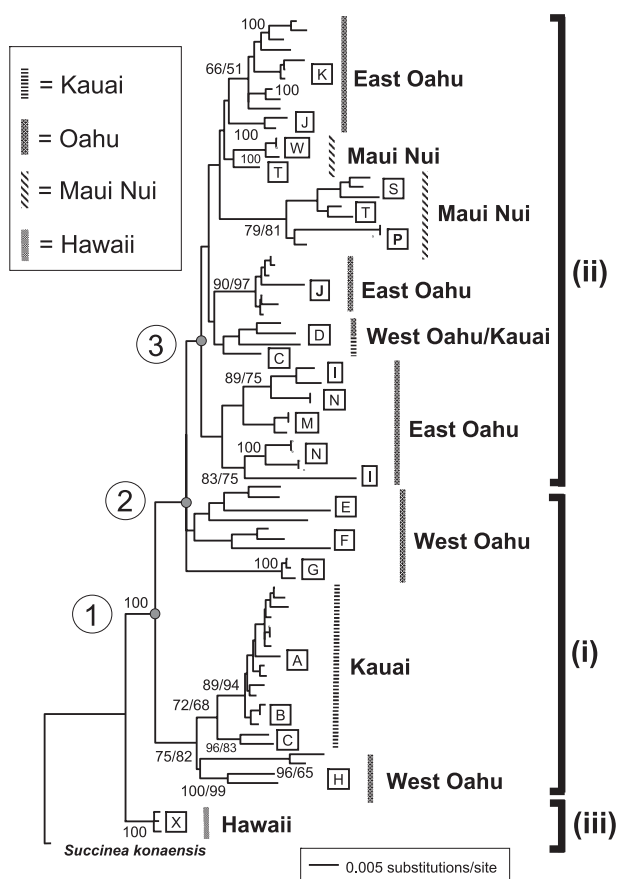 = Kauai
= Oahu
= Maui Nui
= Hawaii
100
66/51
K
East Oahu
100
J
100
W
Maui Nui
100
T
S
Maui Nui
T
79/81
P
(ii)
90/97
J
East Oahu
3
D
West Oahu/Kauai
C
89/75
I
N
M
East Oahu
100
N
83/75
I
2
E
West Oahu
F
100
G
1
100
A
Kauai
(i)
89/94
72/68
B
96/83
C
75/82
96/65
H
West Oahu
100/99
X
Hawaii
(iii)
100
Succinea konaensis
0.005 substitutions/site